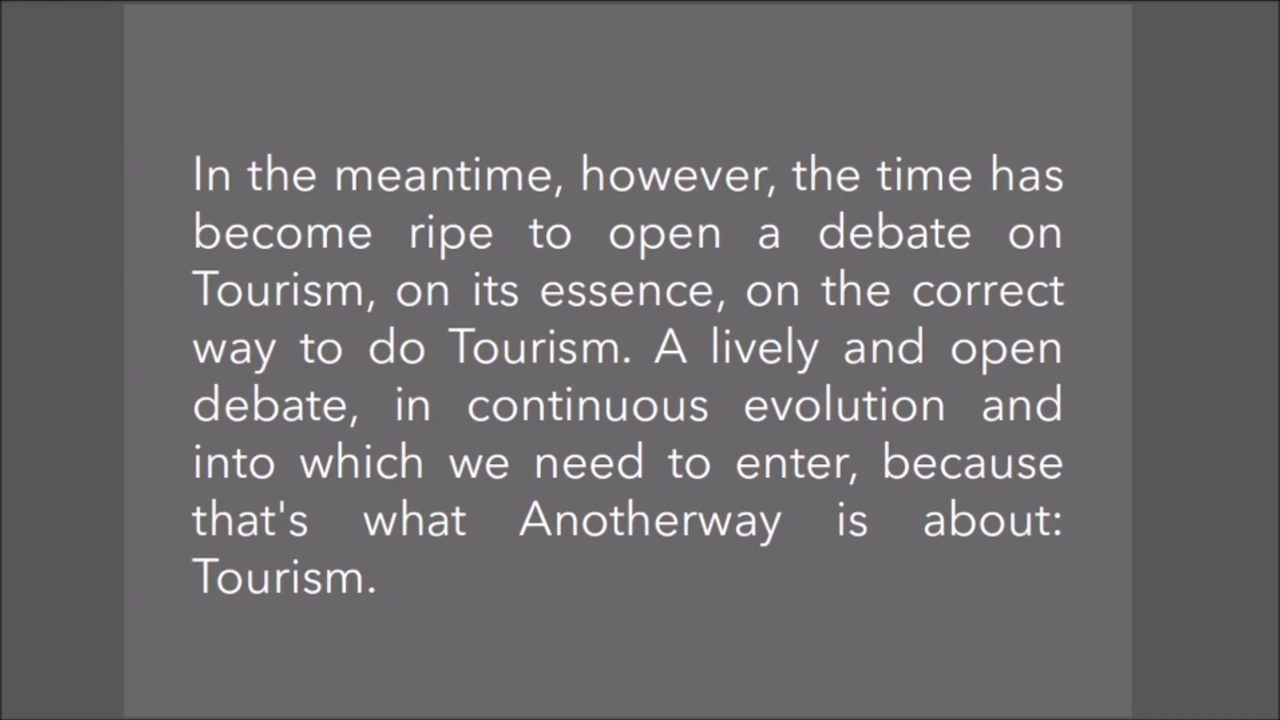 In the meantime, however, the time has
become ripe to open a debate on
Tourism, on its essence, on the correct
way to do Tourism. A lively and open
debate, in continuous evolution and
into which we need to enter, because
that's what Anotherway is about:
Tourism.